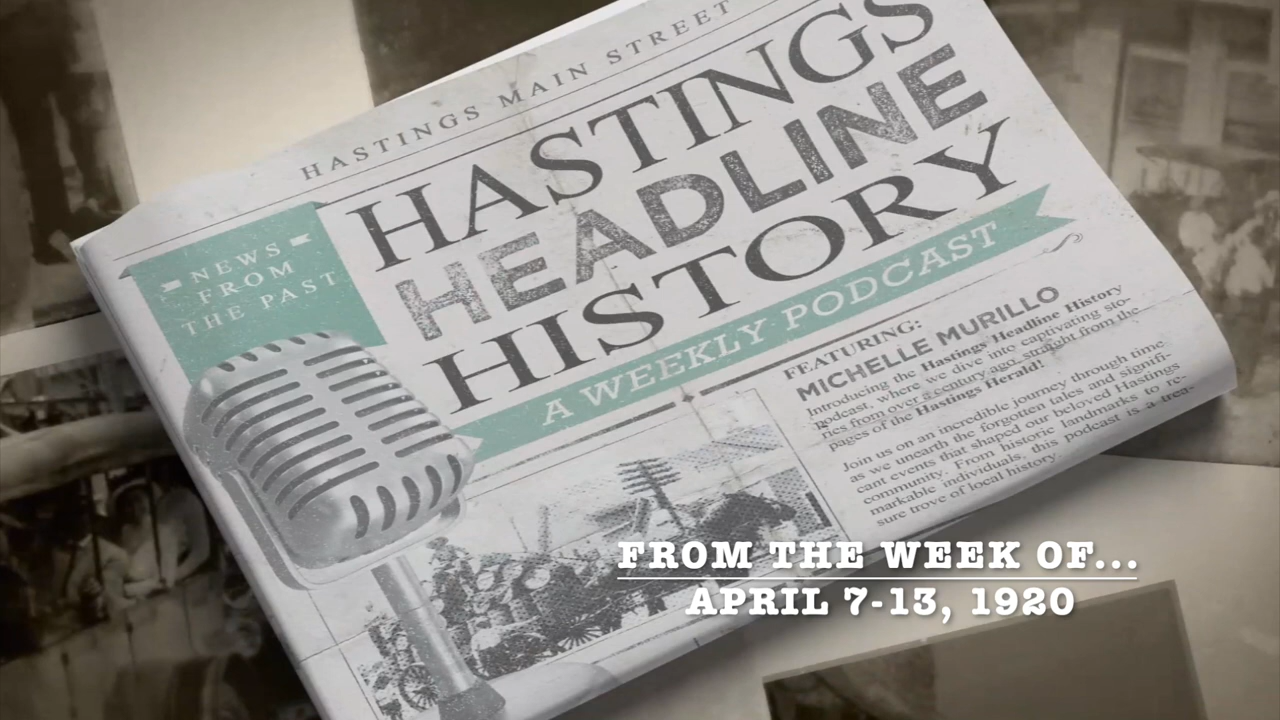 HASTINGS MAIN STREET
HASTINGS
HEADLINE
HISTORY
A WEEKLY PODCAST
NEWS
FROM
THE PAST
FEATURING:
MICHELLE MURILLO
Introducing the Hastings Headline History
podcast, where we dive into captivating sto-
ries from over a century ago, straight from the
pages of the Hastings Herald!
Join us on an incredible journey through time
as we unearth the forgotten tales and signifi-
cant events that shaped our beloved Hastings
community. From historic landmarks to re-
markable individuals, this podcast is a trea-
sure trove of local history.
FROM THE WEEK OF...
APRIL 7-13, 1920